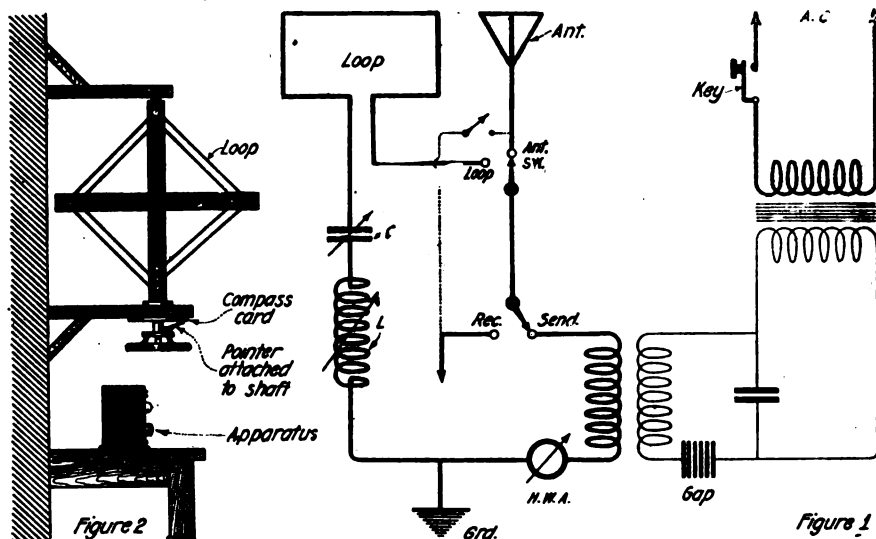 Loop
Compass
card
Pointer
attached
to shaft
Apparatus
Figure 2
Loop
Ant.
Ant.
SW.
Loop
C
A
L
Rec.
Send.
H.W.A.
Grd.
A.C
Key
Gap
Figure 1